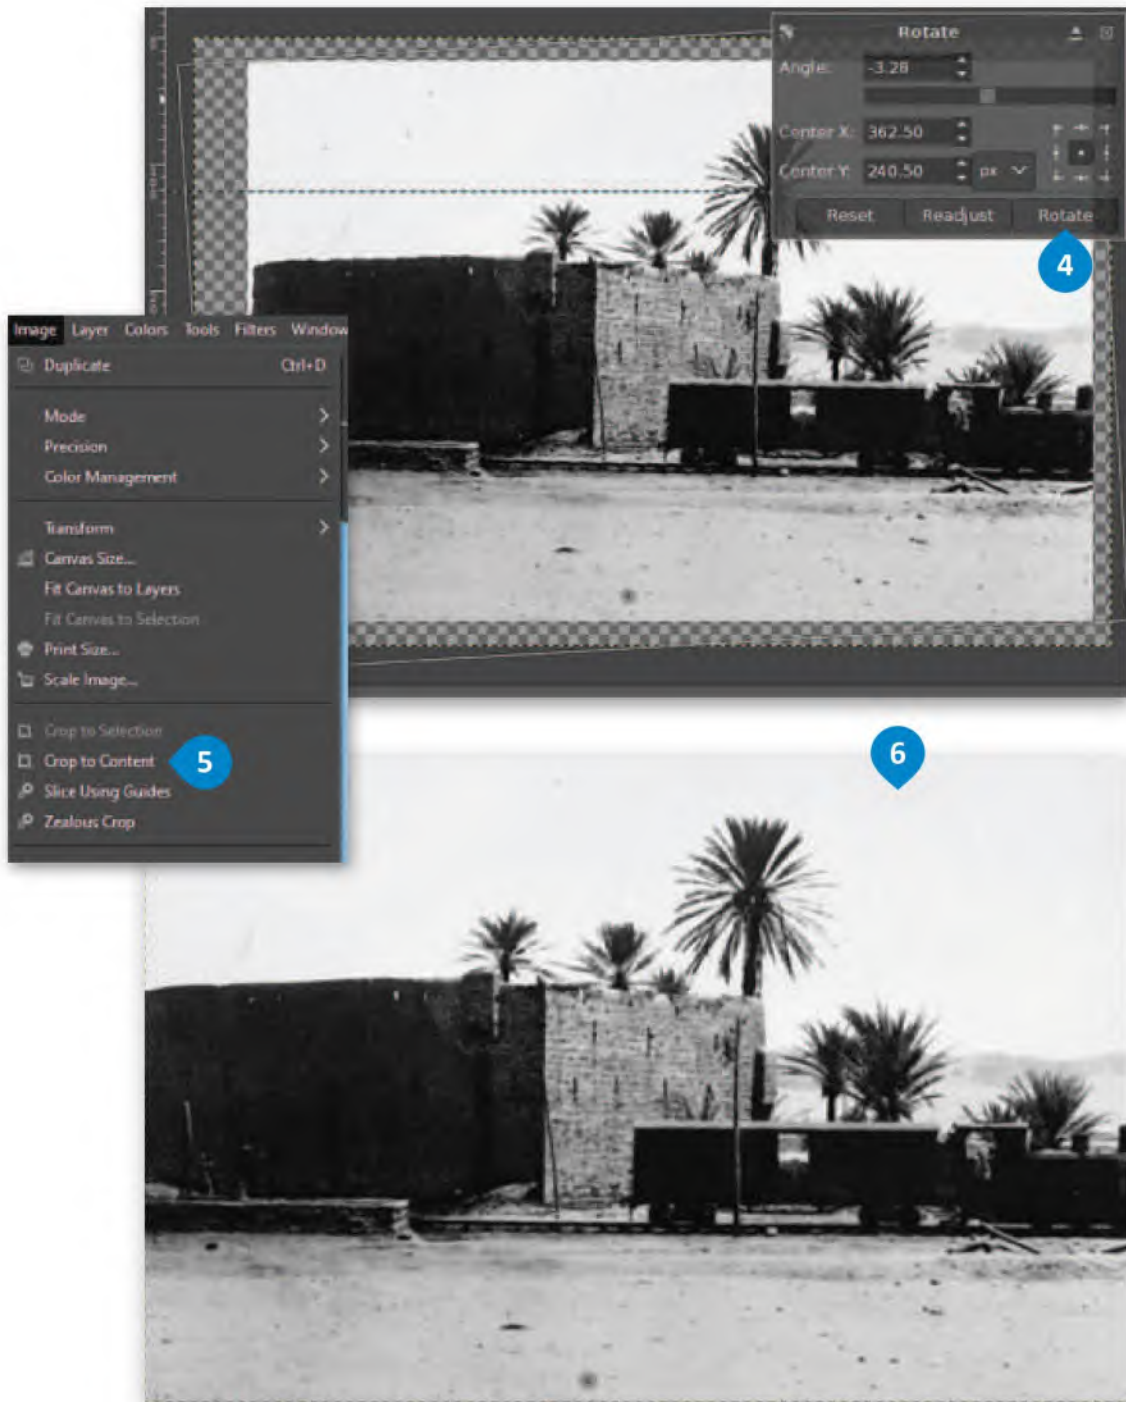 Rotate
Angle: -3.28
Center X: 362.50
Center Y: 240.50 px
Reset Readjust Rotate
4
Image Layer Colors Tools Filters Window
Duplicate Ctrl+D
Mode
Precision
Color Management
Transform
Canvas Size...
Fit Canvas to Layers
Fit Canvas to Selection
Print Size...
Scale Image...
Crop to Selection
Crop to Content 5
Slice Using Guides
Zealous Crop
6